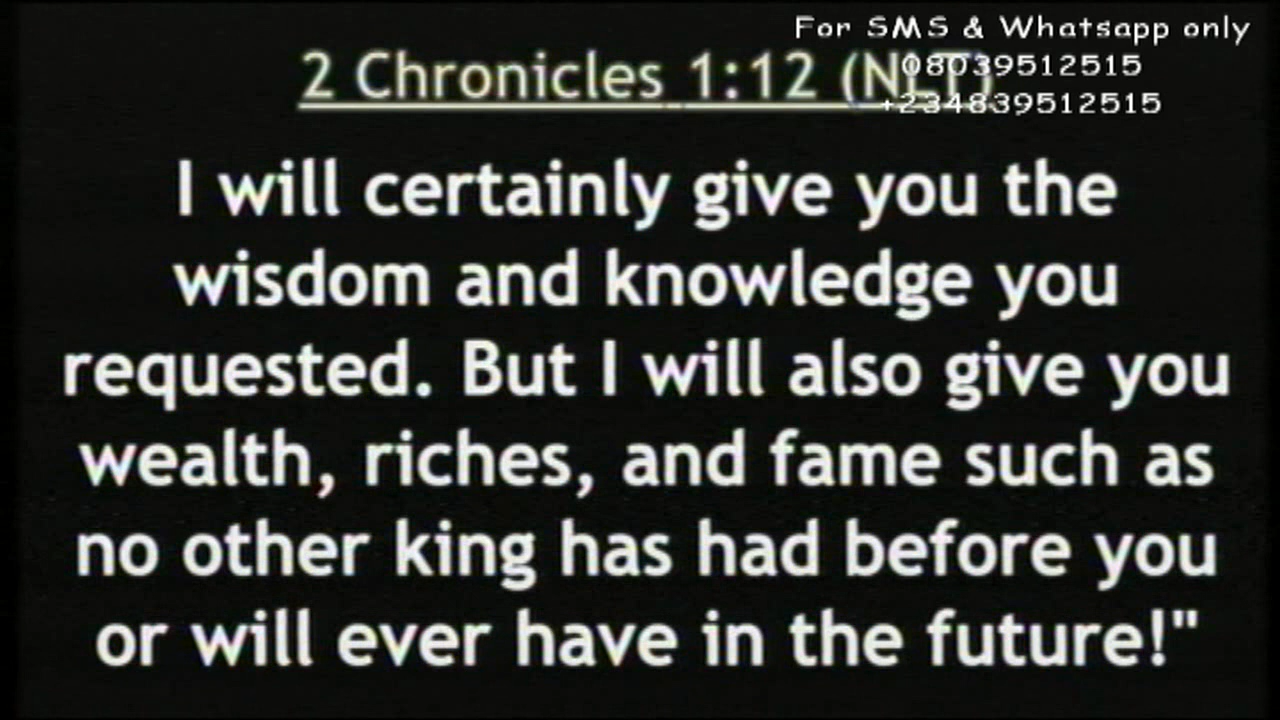 For SMS & Whatsapp only
08039512515
+234839512515
2 Chronicles 1:12 (NLT)
I will certainly give you the
wisdom and knowledge you
requested. But I will also give you
wealth, riches, and fame such as
no other king has had before you
or will ever have in the future!"